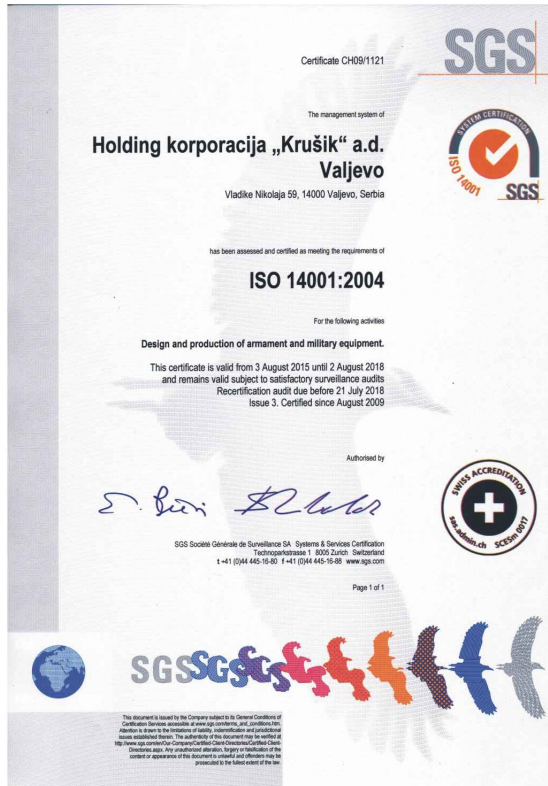 SGS
Certificate CH09/1121
The management system of
Holding korporacija „Krušik“ a.d.
Valjevo
Vladike Nikolaja 59, 14000 Valjevo, Serbia
SYSTEM CERTIFICATION
ISO 14001
SGS
has been assessed and certified as meeting the requirements of
ISO 14001:2004
For the following activities
Design and production of armament and military equipment.
This certificate is valid from 3 August 2015 until 2 August 2018
and remains valid subject to satisfactory surveillance audits
Recertification audit due before 21 July 2018
Issue 3. Certified since August 2009
Authorised by
SWISS ACCREDITATION
sas.admin.ch SCESm 0017
SGS Société Générale de Surveillance SA Systems & Services Certification
Technoparkstrasse 1 8005 Zurich Switzerland
t +41 (0)44 445-16-80 f +41 (0)44 445-16-88 www.sgs.com
Page 1 of 1
SGSSGSSGS
This document is issued by the Company subject to its General Conditions of
Certification Services accessible at www.sgs.com/terms_and_conditions.htm.
Attention is drawn to the limitations of liability, indemnification and jurisdictional
issues established therein. The authenticity of this document may be verified at
http://www.sgs.com/en/Our-Company/Certified-Client-Directories/Certified-Client-
Directories.aspx. Any unauthorized alteration, forgery or falsification of the
content or appearance of this document is unlawful and offenders may be
prosecuted to the fullest extent of the law.